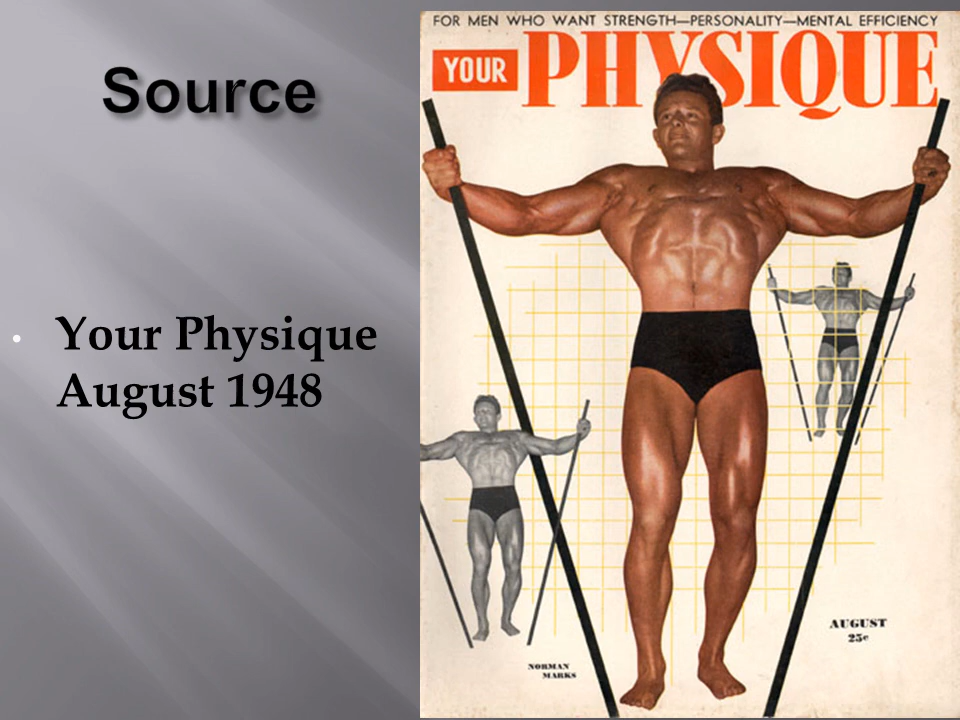 Source
Your Physique
August 1948
FOR MEN WHO WANT STRENGTH—PERSONALITY—MENTAL EFFICIENCY
YOUR PHYSIQUE
AUGUST
25¢
NORMAN
MARKS